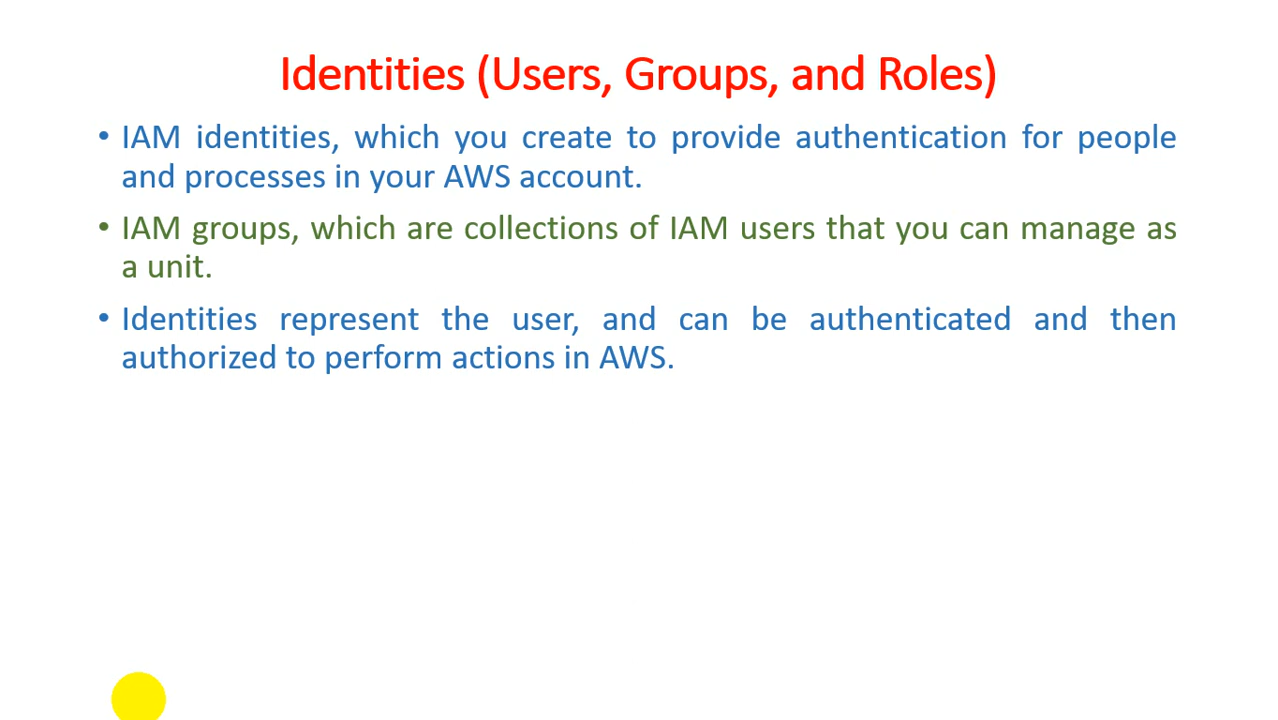 Identities (Users, Groups, and Roles)
• IAM identities, which you create to provide authentication for people
and processes in your AWS account.
• IAM groups, which are collections of IAM users that you can manage as
a unit.
• Identities represent the user, and can be authenticated and then
authorized to perform actions in AWS.